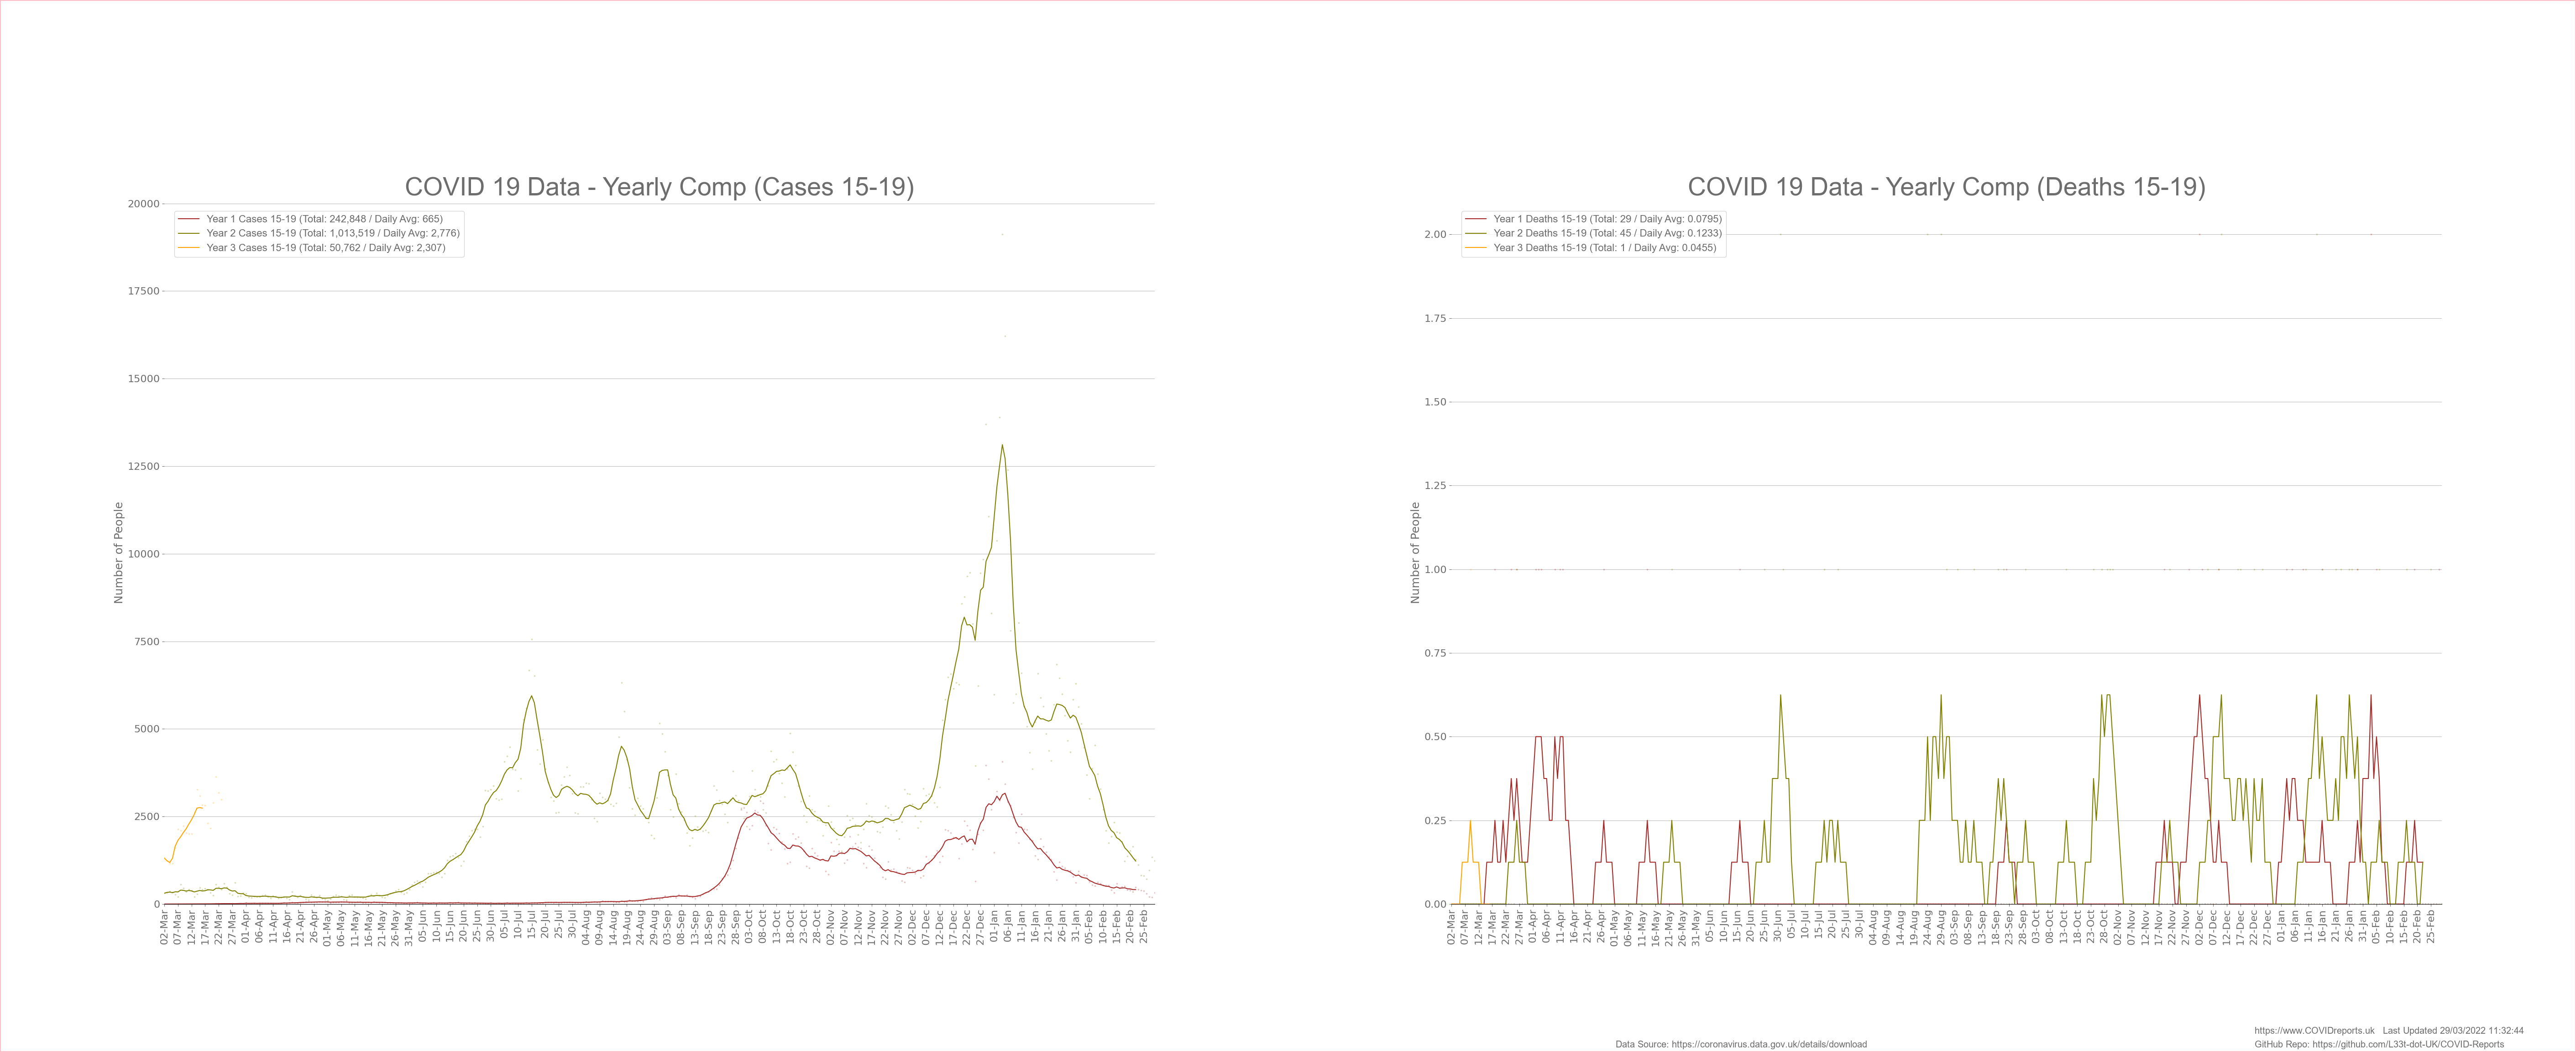 COVID 19 Data - Yearly Comp (Cases 15-19)
Year 1 Cases 15-19 (Total: 242,848 / Daily Avg: 665)
Year 2 Cases 15-19 (Total: 1,013,519 / Daily Avg: 2,776)
Year 3 Cases 15-19 (Total: 50,762 / Daily Avg: 2,307)
20000
17500
15000
12500
10000
7500
5000
2500
0
Number of People
02-Mar 07-Mar 12-Mar 17-Mar 22-Mar 27-Mar 01-Apr 06-Apr 11-Apr 16-Apr 21-Apr 26-Apr 01-May 06-May 11-May 16-May 21-May 26-May 31-May 05-Jun 10-Jun 15-Jun 20-Jun 25-Jun 30-Jun 05-Jul 10-Jul 15-Jul 20-Jul 25-Jul 30-Jul 04-Aug 09-Aug 14-Aug 19-Aug 24-Aug 29-Aug 03-Sep 08-Sep 13-Sep 18-Sep 23-Sep 28-Sep 03-Oct 08-Oct 13-Oct 18-Oct 23-Oct 28-Oct 02-Nov 07-Nov 12-Nov 17-Nov 22-Nov 27-Nov 02-Dec 07-Dec 12-Dec 17-Dec 22-Dec 27-Dec 01-Jan 06-Jan 11-Jan 16-Jan 21-Jan 26-Jan 31-Jan 05-Feb 10-Feb 15-Feb 20-Feb 25-Feb
COVID 19 Data - Yearly Comp (Deaths 15-19)
Year 1 Deaths 15-19 (Total: 29 / Daily Avg: 0.0795)
Year 2 Deaths 15-19 (Total: 45 / Daily Avg: 0.1233)
Year 3 Deaths 15-19 (Total: 1 / Daily Avg: 0.0455)
2.00
1.75
1.50
1.25
1.00
0.75
0.50
0.25
0.00
Number of People
02-Mar 07-Mar 12-Mar 17-Mar 22-Mar 27-Mar 01-Apr 06-Apr 11-Apr 16-Apr 21-Apr 26-Apr 01-May 06-May 11-May 16-May 21-May 26-May 31-May 05-Jun 10-Jun 15-Jun 20-Jun 25-Jun 30-Jun 05-Jul 10-Jul 15-Jul 20-Jul 25-Jul 30-Jul 04-Aug 09-Aug 14-Aug 19-Aug 24-Aug 29-Aug 03-Sep 08-Sep 13-Sep 18-Sep 23-Sep 28-Sep 03-Oct 08-Oct 13-Oct 18-Oct 23-Oct 28-Oct 02-Nov 07-Nov 12-Nov 17-Nov 22-Nov 27-Nov 02-Dec 07-Dec 12-Dec 17-Dec 22-Dec 27-Dec 01-Jan 06-Jan 11-Jan 16-Jan 21-Jan 26-Jan 31-Jan 05-Feb 10-Feb 15-Feb 20-Feb 25-Feb
https://www.COVIDreports.uk Last Updated 29/03/2022 11:32:44
Data Source: https://coronavirus.data.gov.uk/details/download
GitHub Repo: https://github.com/L33t-dot-UK/COVID-Reports